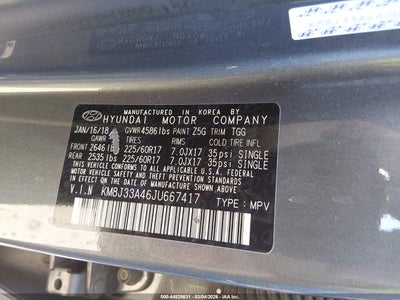 MANUFACTURED IN KOREA BY
HYUNDAI MOTOR COMPANY
JAN/16/18 GVWR 4586 lbs PAINT Z5G TRIM TGG
GAWR TIRES RIMS COLD TIRE INFL
FRONT 2646 lbs 225/60R17 7.0JX17 35psi SINGLE
REAR 2535 lbs 225/60R17 7.0JX17 35psi SINGLE
THIS VEHICLE CONFORMS TO ALL APPLICABLE
FEDERAL MOTOR VEHICLE SAFETY, BUMPER,
AND THEFT PREVENTION STANDARDS IN EFFECT
ON THE DATE OF MANUFACTURE SHOWN ABOVE.
V.I.N KM8J33A46JU667417 TYPE: MPV